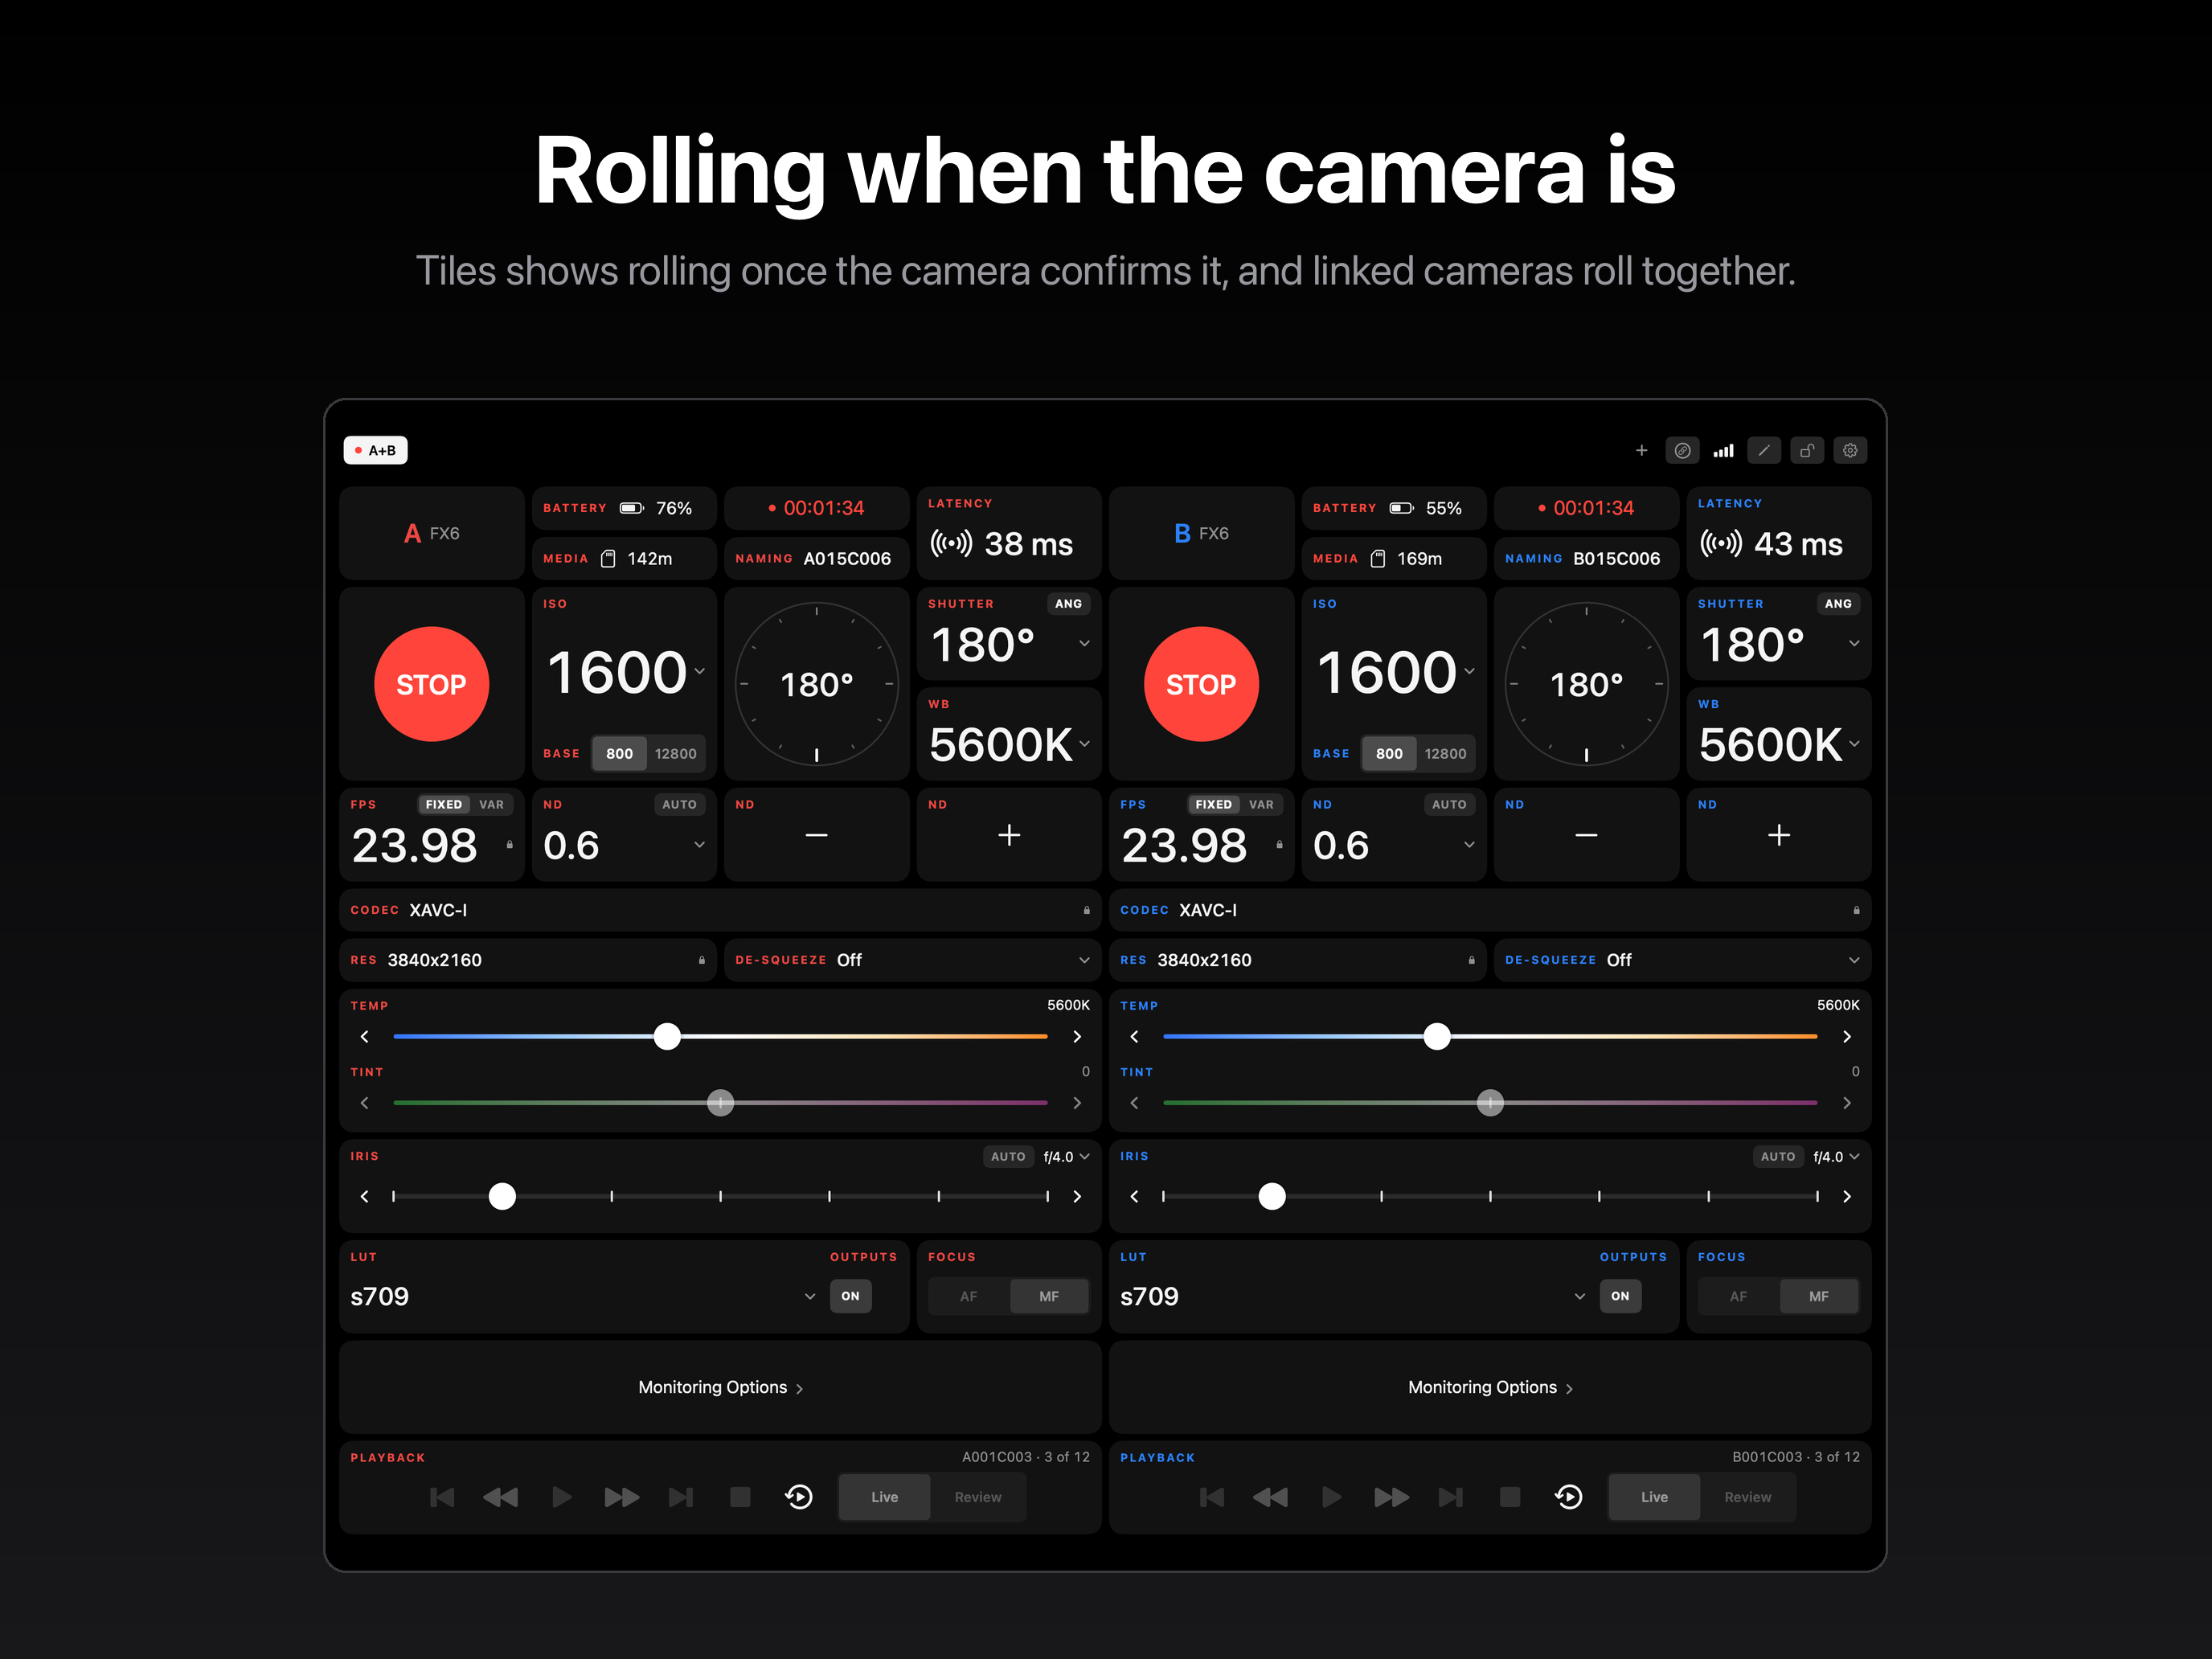 Rolling when the camera is
Tiles shows rolling once the camera confirms it, and linked cameras roll together.
A+B
A FX6
BATTERY 76%
00:01:34
LATENCY
38 ms
MEDIA 142m
NAMING A015C006
B FX6
BATTERY 55%
00:01:34
LATENCY
43 ms
MEDIA 169m
NAMING B015C006
STOP
ISO
1600
BASE 800 12800
180°
SHUTTER ANG
180°
WB
5600K
STOP
ISO
1600
BASE 800 12800
180°
SHUTTER ANG
180°
WB
5600K
FPS FIXED VAR
23.98
ND AUTO
0.6
ND
−
ND
+
FPS FIXED VAR
23.98
ND AUTO
0.6
ND
−
ND
+
CODEC XAVC-I
CODEC XAVC-I
RES 3840x2160
DE-SQUEEZE Off
RES 3840x2160
DE-SQUEEZE Off
TEMP 5600K
TINT 0
TEMP 5600K
TINT 0
IRIS AUTO f/4.0
IRIS AUTO f/4.0
LUT OUTPUTS
s709 ON
FOCUS
AF MF
LUT OUTPUTS
s709 ON
FOCUS
AF MF
Monitoring Options
Monitoring Options
PLAYBACK A001C003 · 3 of 12
Live Review
PLAYBACK B001C003 · 3 of 12
Live Review